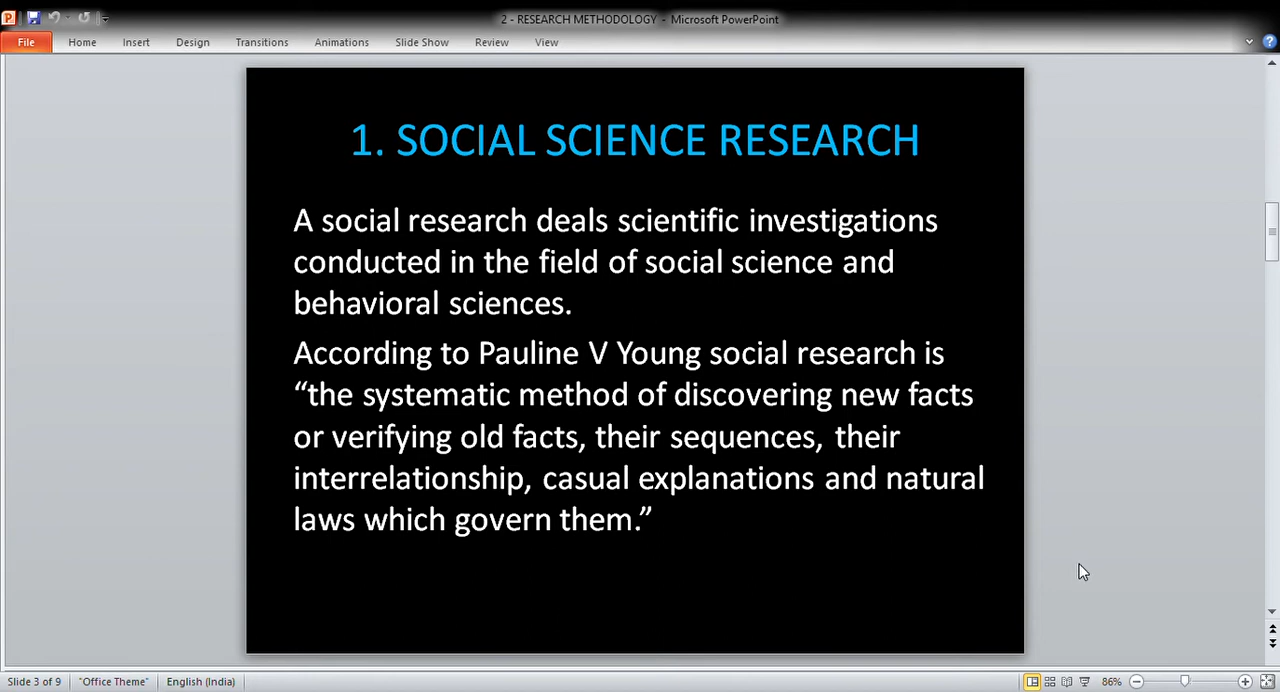 2 - RESEARCH METHODOLOGY - Microsoft PowerPoint
File Home Insert Design Transitions Animations Slide Show Review View
1. SOCIAL SCIENCE RESEARCH
A social research deals scientific investigations
conducted in the field of social science and
behavioral sciences.
According to Pauline V Young social research is
“the systematic method of discovering new facts
or verifying old facts, their sequences, their
interrelationship, casual explanations and natural
laws which govern them.”
Slide 3 of 9 "Office Theme" English (India) 86%